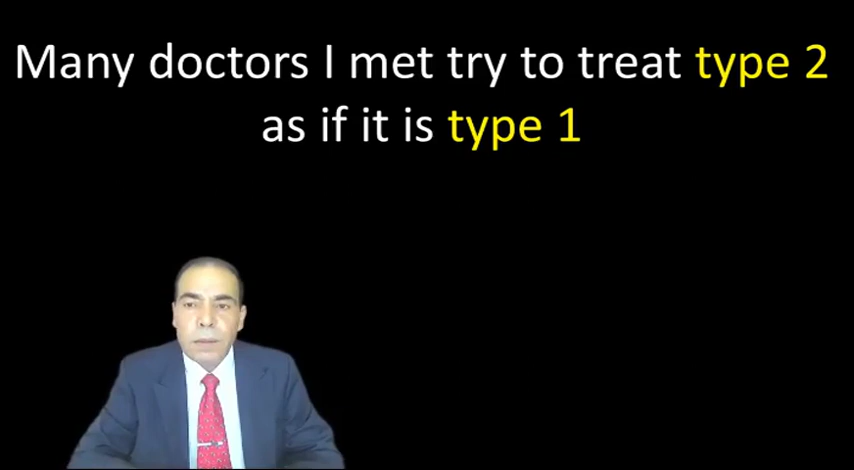 Many doctors I met try to treat type 2
as if it is type 1